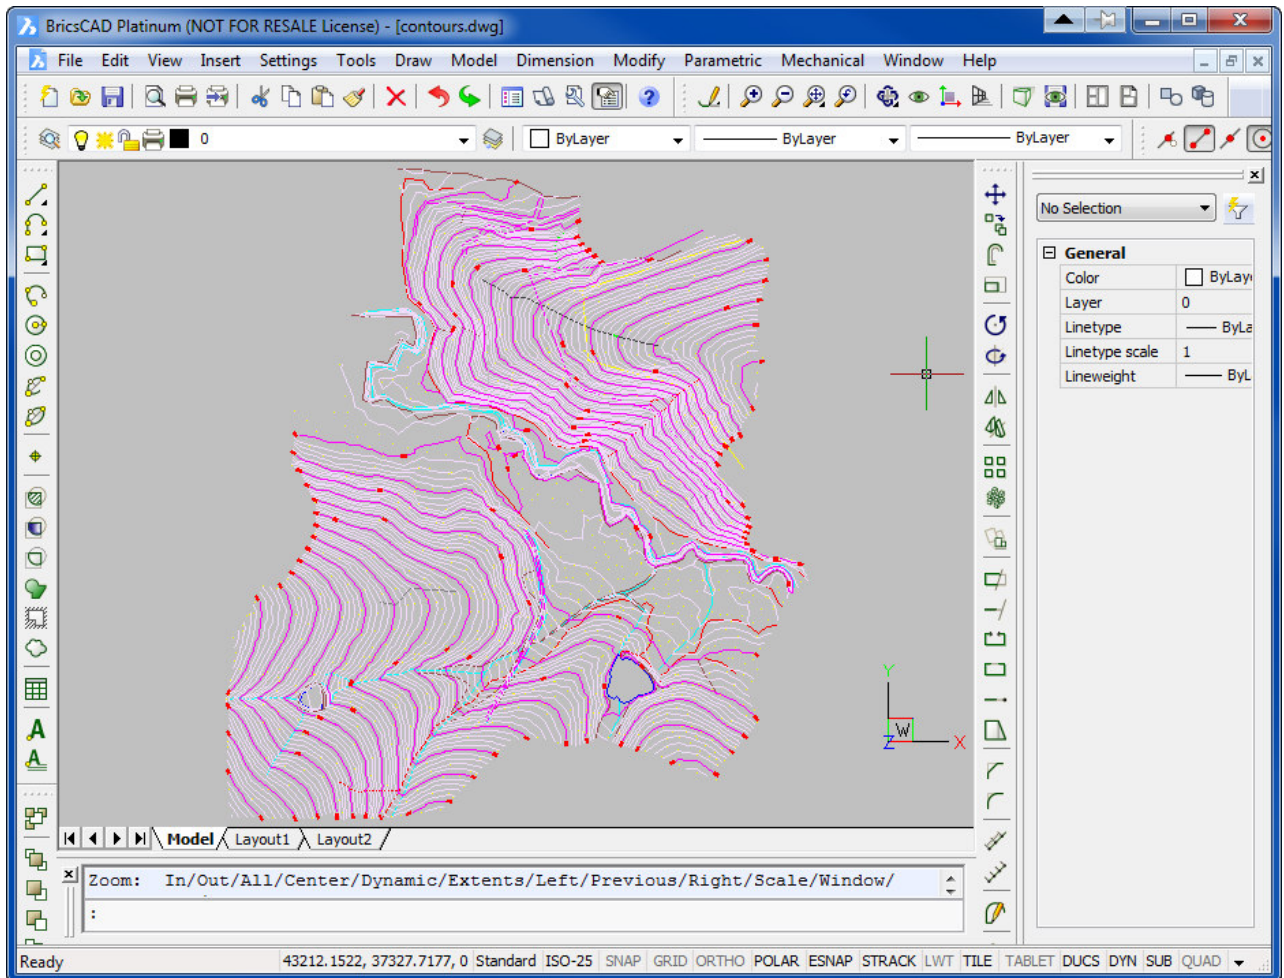 BricsCAD Platinum (NOT FOR RESALE License) - [contours.dwg]
File Edit View Insert Settings Tools Draw Model Dimension Modify Parametric Mechanical Window Help
0 ByLayer ByLayer ByLayer
No Selection
General
Color ByLaye
Layer 0
Linetype ByLa
Linetype scale 1
Lineweight ByL
Y
W
Z X
Model Layout1 Layout2
Zoom: In/Out/All/Center/Dynamic/Extents/Left/Previous/Right/Scale/Window/
:
Ready 43212.1522, 37327.7177, 0 Standard ISO-25 SNAP GRID ORTHO POLAR ESNAP STRACK LWT TILE TABLET DUCS DYN SUB QUAD